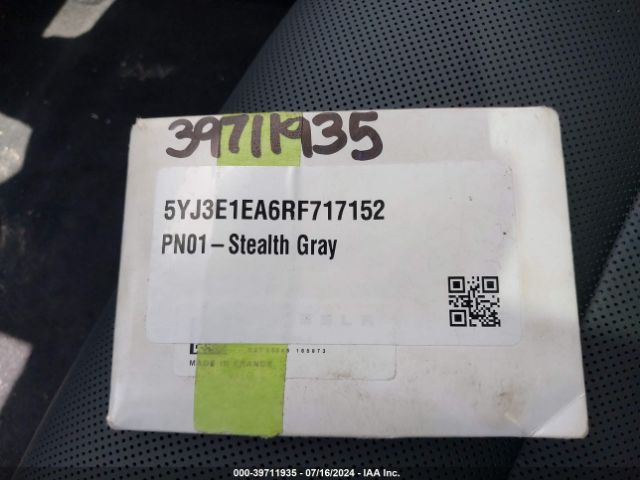 39711935
5YJ3E1EA6RF717152
PN01-Stealth Gray
MADE IN FRANCE
000-39711935 - 07/16/2024 - IAA Inc.